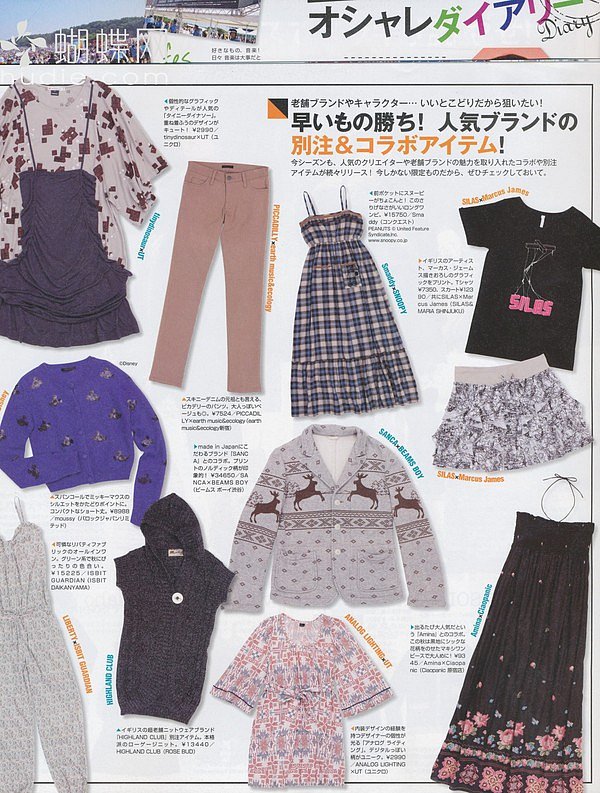 蝴蝶网
hudie.com
好きなもの、音楽!
日々 音楽は大事だと
オシャレダイアリー
Diary
老舗ブランドやキャラクター…いいとこどりだから狙いたい!
早いもの勝ち! 人気ブランドの
別注&コラボアイテム!
今シーズンも、人気のクリエイターや老舗ブランドの魅力を取り入れたコラボや別注
アイテムが続々リリース! 今しかない限定ものだから、ぜひチェックしておいて。
◀個性的なグラフィック
やディテールが人気の
「タイニーダイナソー」。
重ね着ふうのデザインが
キュート! ¥2990/
tinydinosaur×UT(ユ
ニクロ)
tinydinosaur×UT
PICCADILLY×earth music&ecology
◀前ポケットにスヌーピ
ーがちょこんと! このさ
りげなさがいいロングワ
ンピ。¥15750/Sma
ddy(コンクエスト)
PEANUTS © United Feature
Syndicate,Inc.
www.snoopy.co.jp
Smaddy×SNOOPY
SILAS×Marcus James
▶イギリスのアーティス
ト、マーカス・ジェーム
ス描きおろしのグラフィ
ックをプリント。Tシャツ
¥7350、スカート¥123
90/共にSILAS×Mar
cus James(SILAS&
MARIA SHINJUKU)
SILAS
©Disney
▲スキニーデニムの元祖とも言える、
ピカデリーのパンツ。大人っぽいベー
ジュも◎。¥7524/PICCADIL
LY×earth music&ecology(earth
music&ecology新宿)
▶made in Japanにこ
だわるブランド「SANC
A」とのコラボ。プリン
トのノルディック柄が印
象的! ¥34650/SA
NCA×BEAMS BOY
(ビームス ボーイ渋谷)
SANCA×BEAMS BOY
SILAS×Marcus James
▲スパンコールでミッキーマウスの
シルエットをかたどりポイントに。
コンパクトなショート丈。¥8988
/moussy(バロックジャパンリミ
テッド)
◀可憐なリバティファブ
リックのオールインワ
ン。グリーン系で秋にぴ
ったりの色合い。
¥15225/ISBIT
GUARDIAN(ISBIT
DAIKANYAMA)
LIBERTY×ISBIT GUARDIAN
HIGHLAND CLUB
▲イギリスの超老舗ニットウェアブランド
「HIGHLAND CLUB」別注アイテム。本格
派のローゲージニット。¥13440/
HIGHLAND CLUB(ROSE BUD)
ANALOG LIGHTING×UT
◀内装デザインの経験を
持つデザイナーの個性が
光る「アナログ ライティ
ング」。デジタルっぽい
柄がユニーク。¥2990
/ANALOG LIGHTING
×UT(ユニクロ)
Amina×Ciaopanic
▶出るたび大人気だとい
う「Amina」とのコラボ。
この秋は黒地にシックな
花柄をのせたマキシワン
ピースで大人めに! ¥93
45/Amina×Ciaopa
nic(Ciaopanic 原宿店)